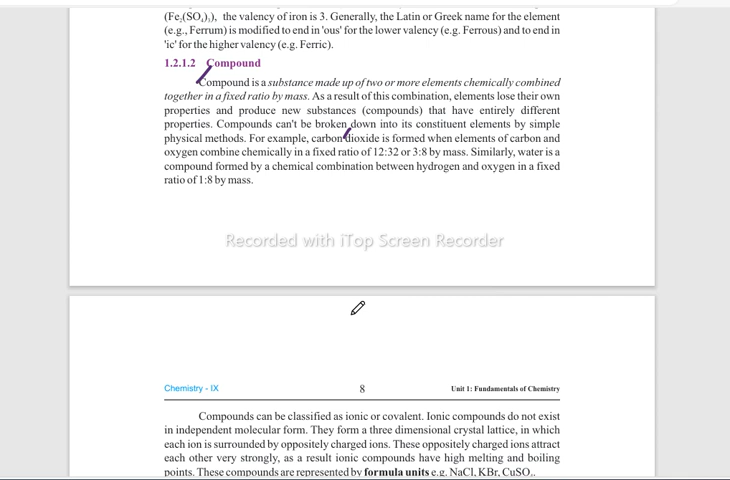 (Fe₂(SO₄)₃), the valency of iron is 3. Generally, the Latin or Greek name for the element
(e.g., Ferrum) is modified to end in 'ous' for the lower valency (e.g. Ferrous) and to end in
'ic' for the higher valency (e.g. Ferric).
1.2.1.2 Compound
Compound is a substance made up of two or more elements chemically combined
together in a fixed ratio by mass. As a result of this combination, elements lose their own
properties and produce new substances (compounds) that have entirely different
properties. Compounds can't be broken down into its constituent elements by simple
physical methods. For example, carbon dioxide is formed when elements of carbon and
oxygen combine chemically in a fixed ratio of 12:32 or 3:8 by mass. Similarly, water is a
compound formed by a chemical combination between hydrogen and oxygen in a fixed
ratio of 1:8 by mass.
Recorded with iTop Screen Recorder
Chemistry - IX 8 Unit 1: Fundamentals of Chemistry
Compounds can be classified as ionic or covalent. Ionic compounds do not exist
in independent molecular form. They form a three dimensional crystal lattice, in which
each ion is surrounded by oppositely charged ions. These oppositely charged ions attract
each other very strongly, as a result ionic compounds have high melting and boiling
points. These compounds are represented by formula units e.g. NaCl, KBr, CuSO